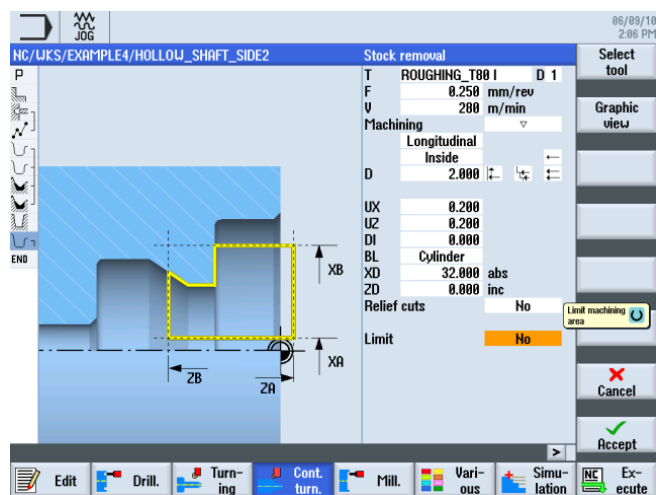 JOG
06/09/10
2:06 PM
NC/WKS/EXAMPLE4/HOLLOW_SHAFT_SIDE2
Stock removal
Select tool
P
T ROUGHING_T80 I D 1
F 0.250 mm/rev
V 280 m/min
Machining ▽
Graphic view
Longitudinal
Inside ←
D 2.000
UX 0.200
UZ 0.200
DI 0.000
BL Cylinder
XD 32.000 abs
ZD 0.000 inc
Relief cuts No
Limit machining area
Limit No
END
XB
XA
ZB
ZA
Cancel
Accept
>
Edit
Drill.
Turn-
ing
Cont.
turn.
Mill.
Vari-
ous
Simu-
lation
NC
Ex-
ecute